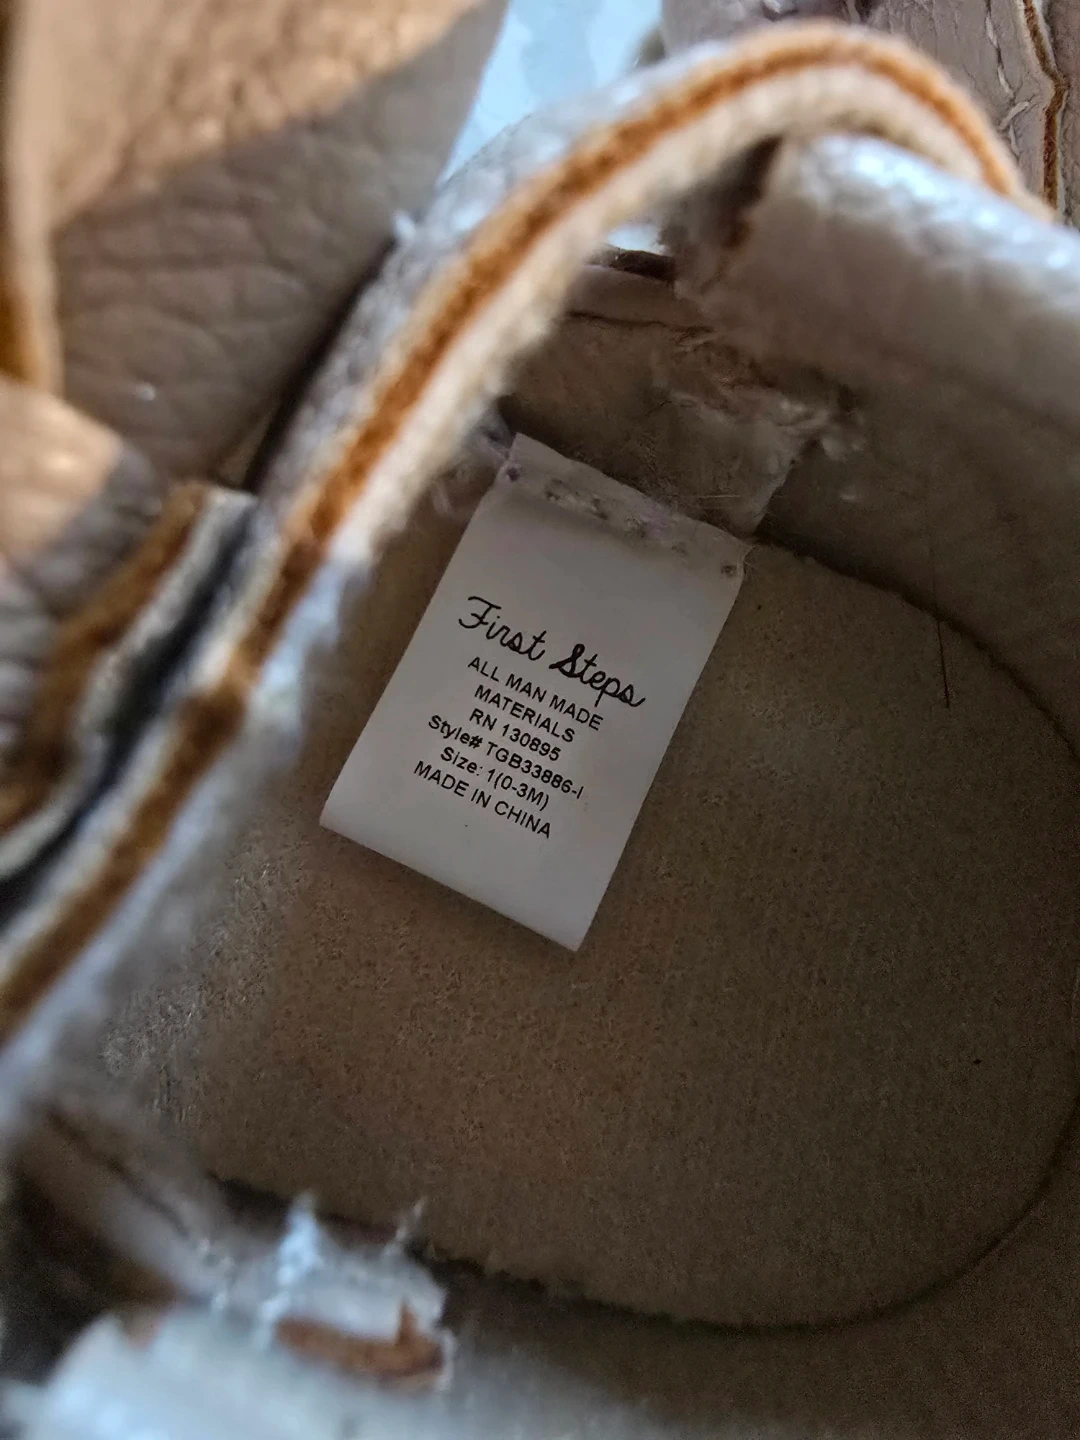 First Steps
ALL MAN MADE
MATERIALS
RN 130895
Style# TGB33886-I
Size: 1(0-3M)
MADE IN CHINA